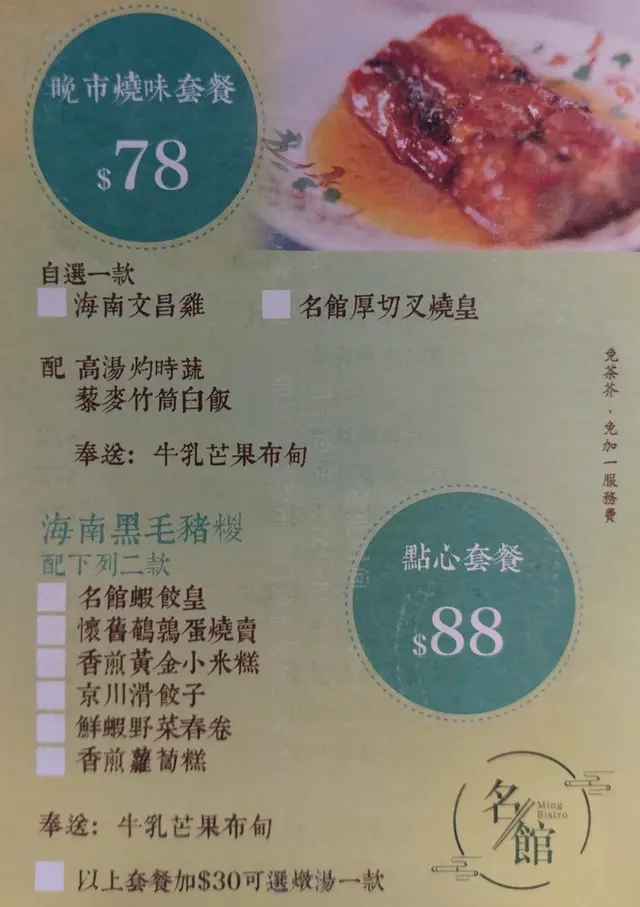 晚市燒味套餐
$78
自選一款
海南文昌雞
名館厚切叉燒皇
配 高湯灼時蔬
藜麥竹筒白飯
奉送：牛乳芒果布甸
免茶芥，免加一服務費
海南黑毛豬糭
配下列二款
點心套餐
$88
名館蝦餃皇
懷舊鵪鶉蛋燒賣
香煎黃金小米糕
京川滑餃子
鮮蝦野菜春卷
香煎蘿蔔糕
奉送：牛乳芒果布甸
以上套餐加$30可選燉湯一款
名館
Ming
Bistro